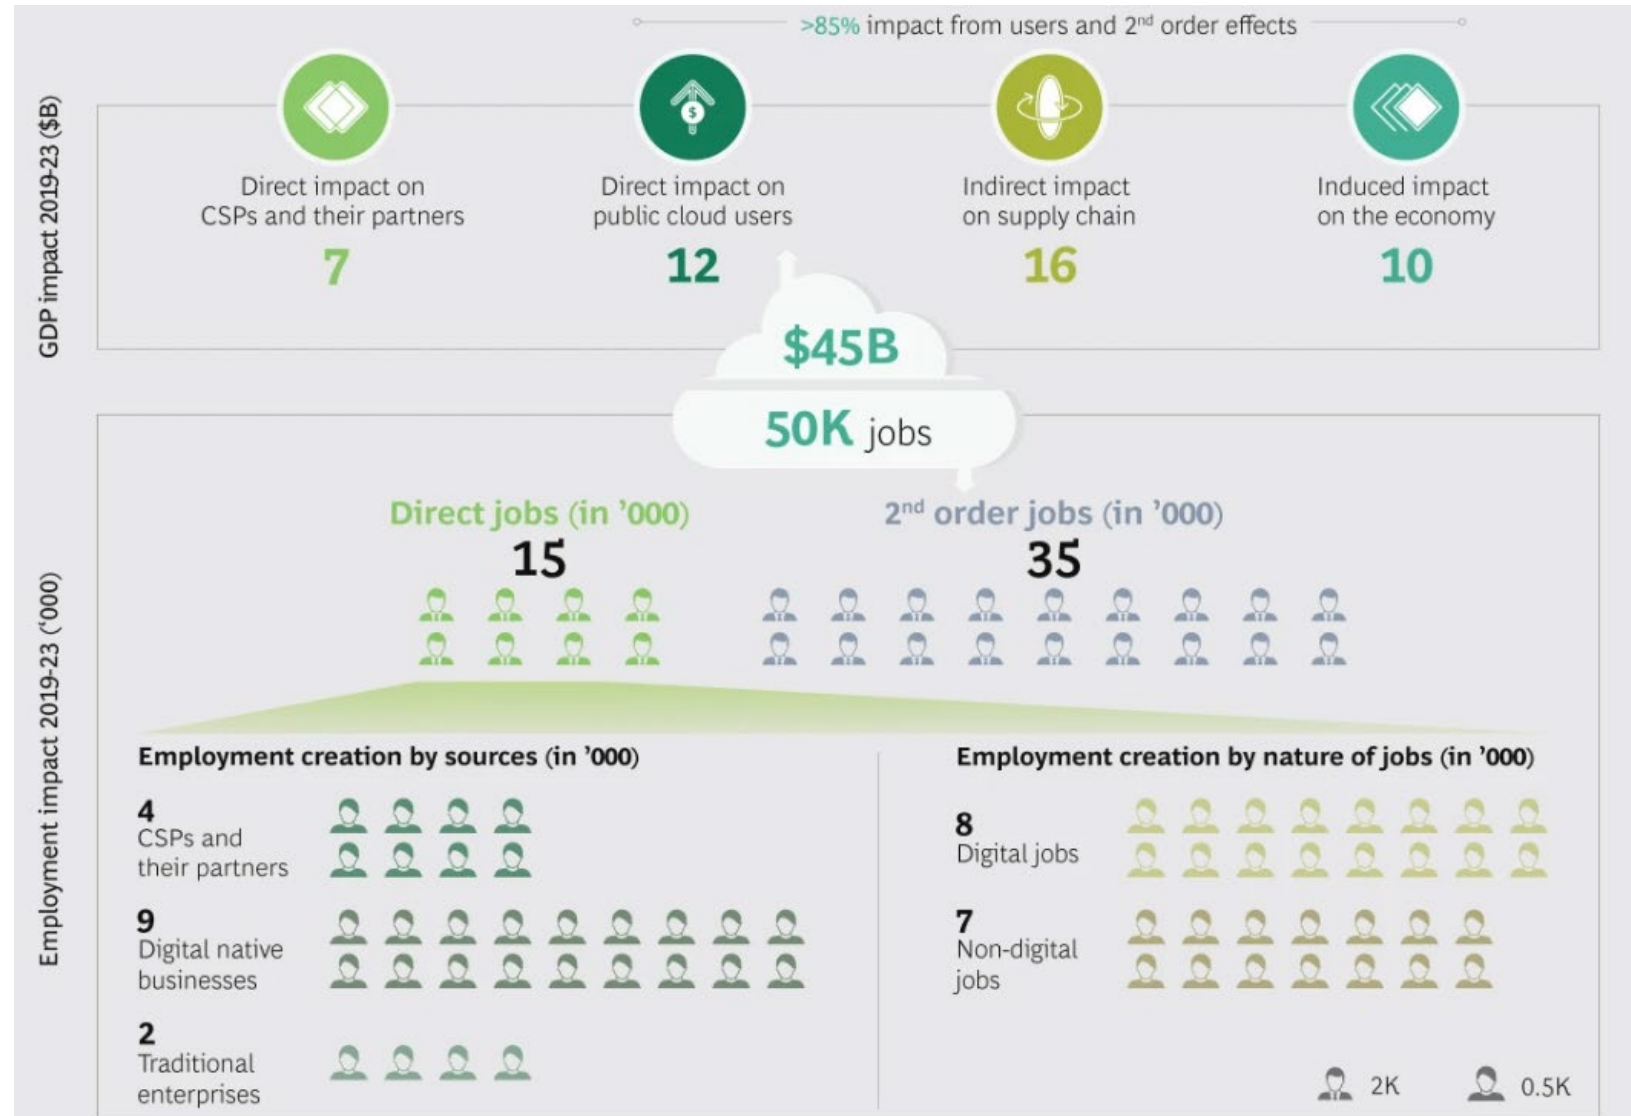 >85% impact from users and 2nd order effects
GDP impact 2019-23 ($B)
Direct impact on
CSPs and their partners
7
Direct impact on
public cloud users
12
Indirect impact
on supply chain
16
Induced impact
on the economy
10
$
$45B
50K jobs
Employment impact 2019-23 (‘000)
Direct jobs (in ’000)
15
2nd order jobs (in ’000)
35
Employment creation by sources (in ’000)
4
CSPs and
their partners
9
Digital native
businesses
2
Traditional
enterprises
Employment creation by nature of jobs (in ’000)
8
Digital jobs
7
Non-digital
jobs
2K
0.5K